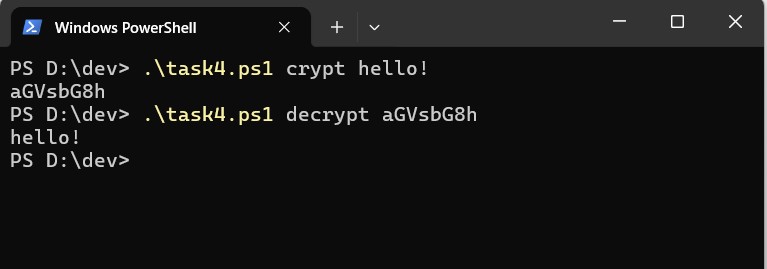 Windows PowerShell
PS D:\dev> .\task4.ps1 crypt hello!
aGVsbG8h
PS D:\dev> .\task4.ps1 decrypt aGVsbG8h
hello!
PS D:\dev>